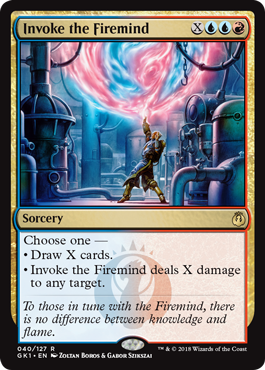 Invoke the Firemind X
Sorcery
Choose one —
• Draw X cards.
• Invoke the Firemind deals X damage
to any target.
To those in tune with the Firemind, there
is no difference between knowledge and
flame.
040/127 R
GK1 • EN Zoltan Boros & Gabor Szikszai ™ & © 2018 Wizards of the Coast